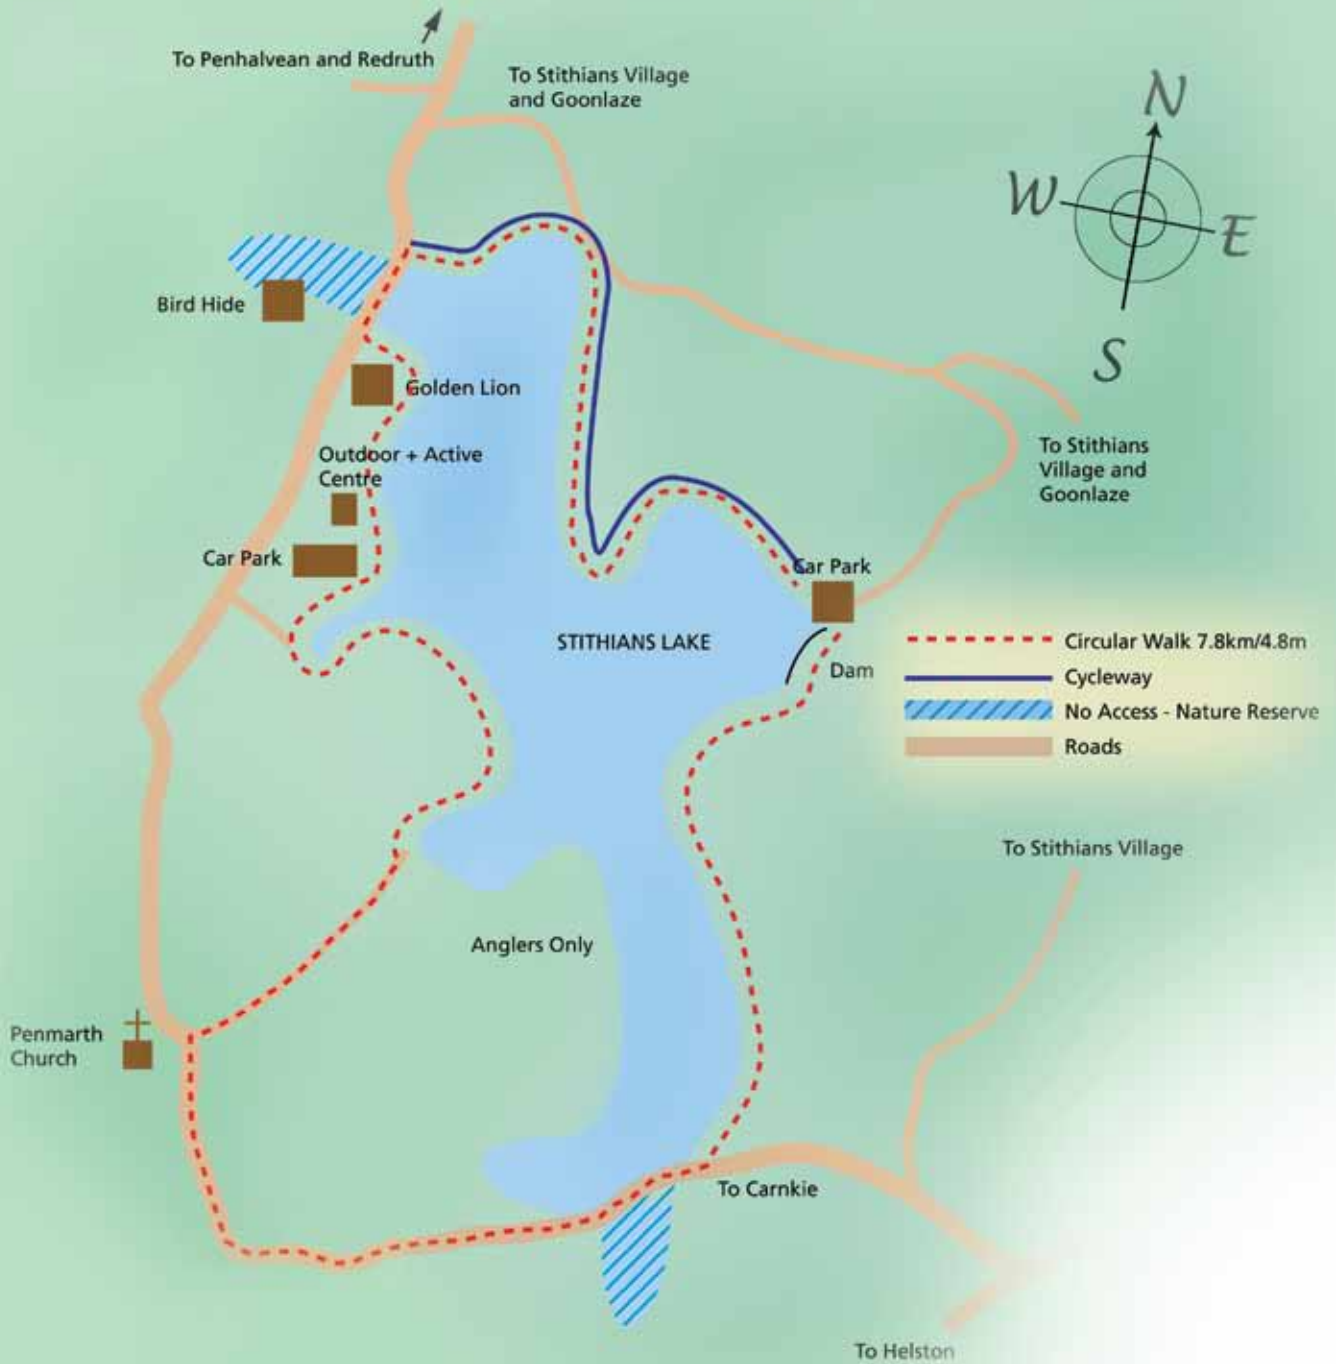 To Penhalvean and Redruth
To Stithians Village
and Goonlaze
N
W
E
S
Bird Hide
Golden Lion
Outdoor + Active
Centre
Car Park
To Stithians
Village and
Goonlaze
Car Park
STITHIANS LAKE
Dam
Circular Walk 7.8km/4.8m
Cycleway
No Access - Nature Reserve
Roads
To Stithians Village
Anglers Only
Penmarth
Church
To Carnkie
To Helston